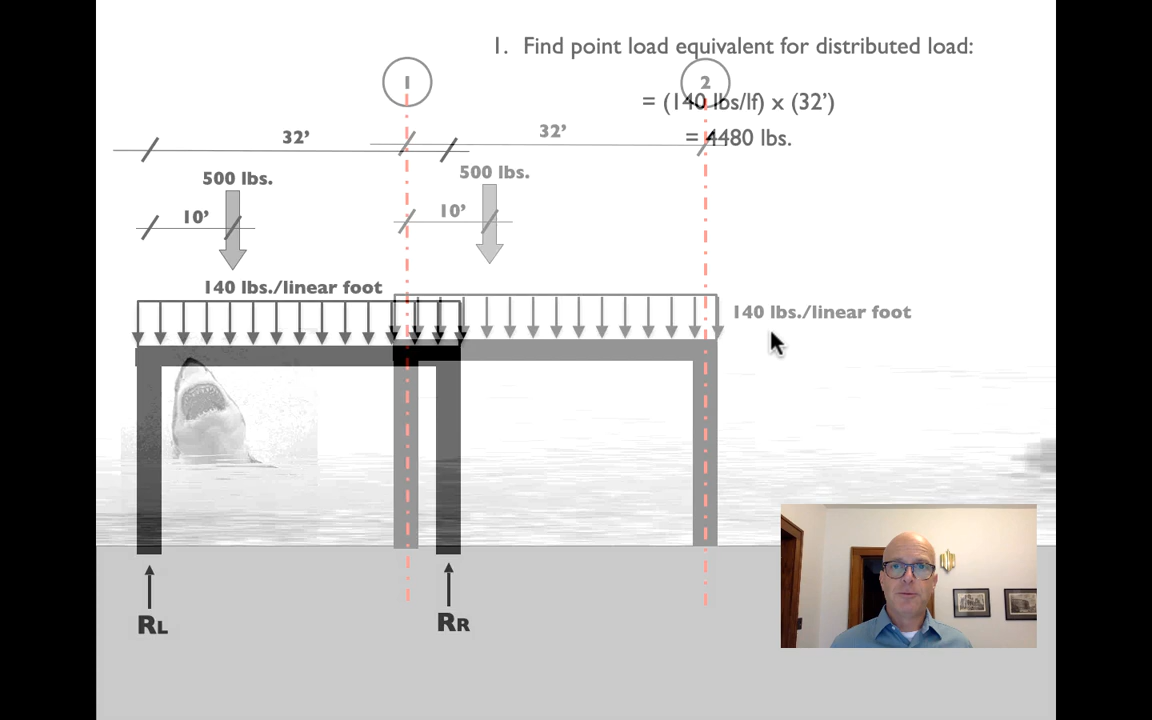 1. Find point load equivalent for distributed load:
1
2
= (140 lbs/lf) x (32’)
= 4480 lbs.
32’
32’
500 lbs.
500 lbs.
10’
10’
140 lbs./linear foot
140 lbs./linear foot
RL
RR